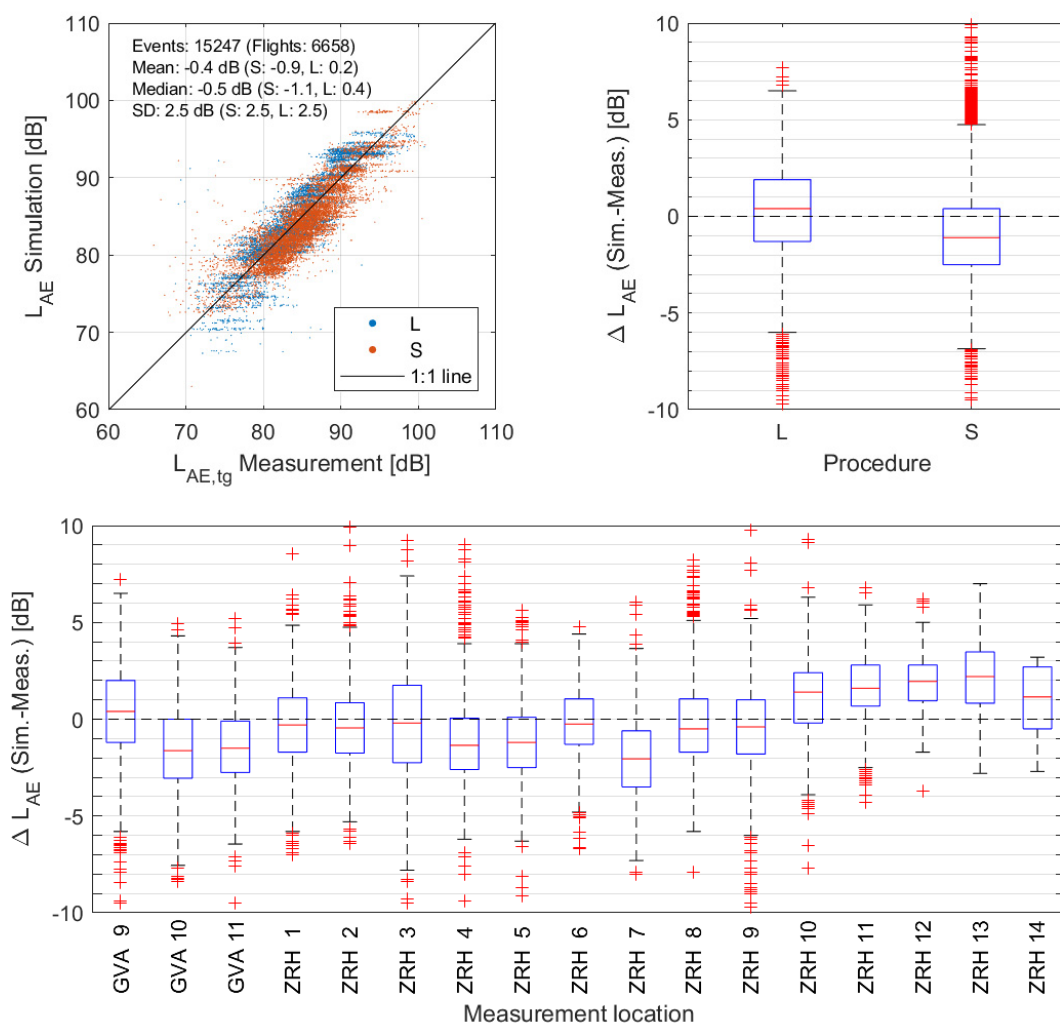 110
100
90
80
70
60
60 70 80 90 100 110
L_AE Simulation [dB]
L_AE,tg Measurement [dB]
Events: 15247 (Flights: 6658)
Mean: -0.4 dB (S: -0.9, L: 0.2)
Median: -0.5 dB (S: -1.1, L: 0.4)
SD: 2.5 dB (S: 2.5, L: 2.5)
L
S
1:1 line
10
5
0
-5
-10
Δ L_AE (Sim.-Meas.) [dB]
L S
Procedure
10
5
0
-5
-10
Δ L_AE (Sim.-Meas.) [dB]
GVA 9
GVA 10
GVA 11
ZRH 1
ZRH 2
ZRH 3
ZRH 4
ZRH 5
ZRH 6
ZRH 7
ZRH 8
ZRH 9
ZRH 10
ZRH 11
ZRH 12
ZRH 13
ZRH 14
Measurement location